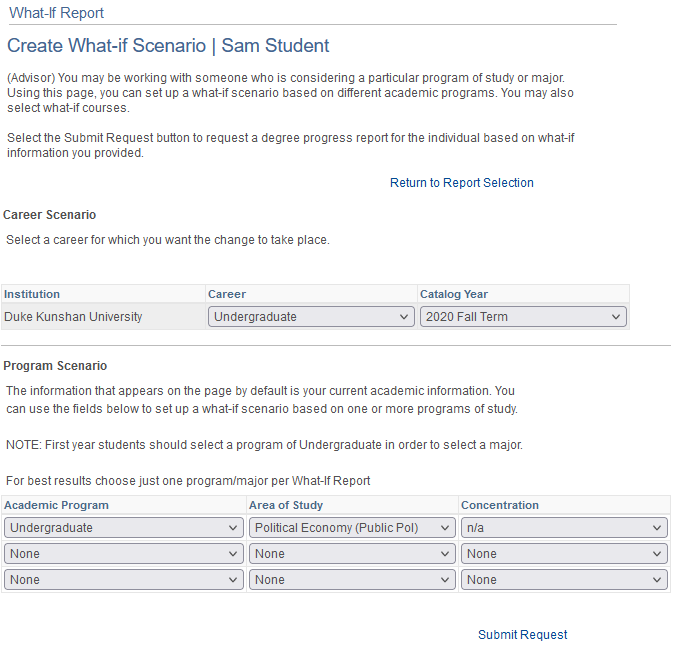 What-If Report
Create What-if Scenario | Sam Student
(Advisor) You may be working with someone who is considering a particular program of study or major.
Using this page, you can set up a what-if scenario based on different academic programs. You may also
select what-if courses.
Select the Submit Request button to request a degree progress report for the individual based on what-if
information you provided.
Return to Report Selection
Career Scenario
Select a career for which you want the change to take place.
Institution Career Catalog Year
Duke Kunshan University Undergraduate 2020 Fall Term
Program Scenario
The information that appears on the page by default is your current academic information. You
can use the fields below to set up a what-if scenario based on one or more programs of study.
NOTE: First year students should select a program of Undergraduate in order to select a major.
For best results choose just one program/major per What-If Report
Academic Program Area of Study Concentration
Undergraduate Political Economy (Public Pol) n/a
None None None
None None None
Submit Request